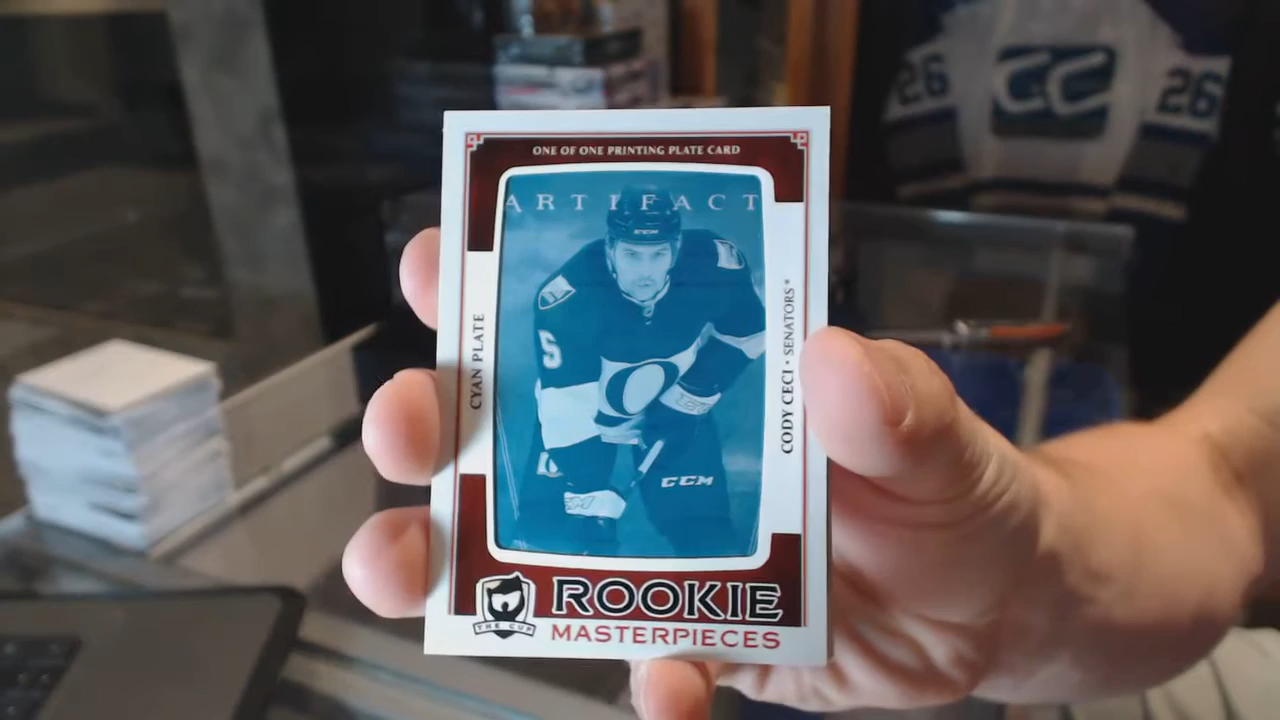 ONE OF ONE PRINTING PLATE CARD
ARTIFACT
CCM
5
CCM
CYAN PLATE
CODY CECI • SENATORS*
THE CUP
ROOKIE
MASTERPIECES
26
26